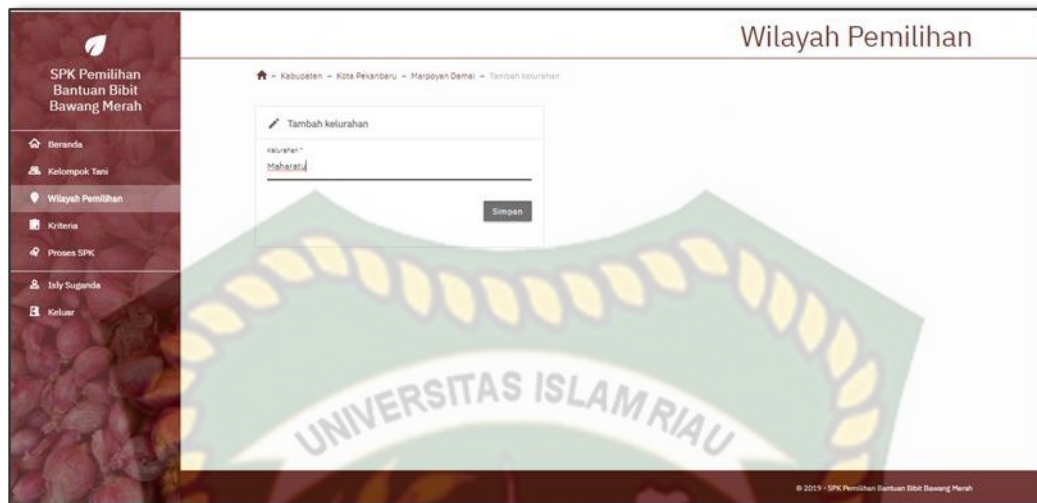 Wilayah Pemilihan
SPK Pemilihan
Bantuan Bibit
Bawang Merah
Beranda
Kelompok Tani
Wilayah Pemilihan
Kriteria
Proses SPK
Isly Suganda
Keluar
– Kabupaten – Kota Pekanbaru – Marpoyan Damai – Tambah kelurahan
Tambah kelurahan
Kelurahan *
Maharatu
Simpan
UNIVERSITAS ISLAM RIAU
© 2019 - SPK Pemilihan Bantuan Bibit Bawang Merah